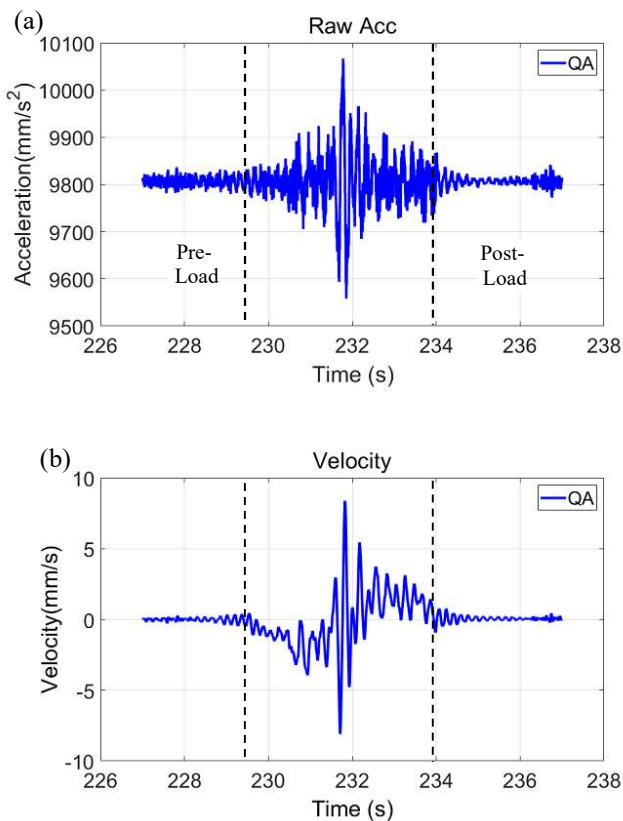 (a)
Raw Acc
10100
10000
9900
9800
9700
9600
9500
Acceleration(mm/s²)
QA
Pre-
Load
Post-
Load
226 228 230 232 234 236 238
Time (s)
(b)
Velocity
10
5
0
-5
-10
Velocity(mm/s)
QA
226 228 230 232 234 236 238
Time (s)